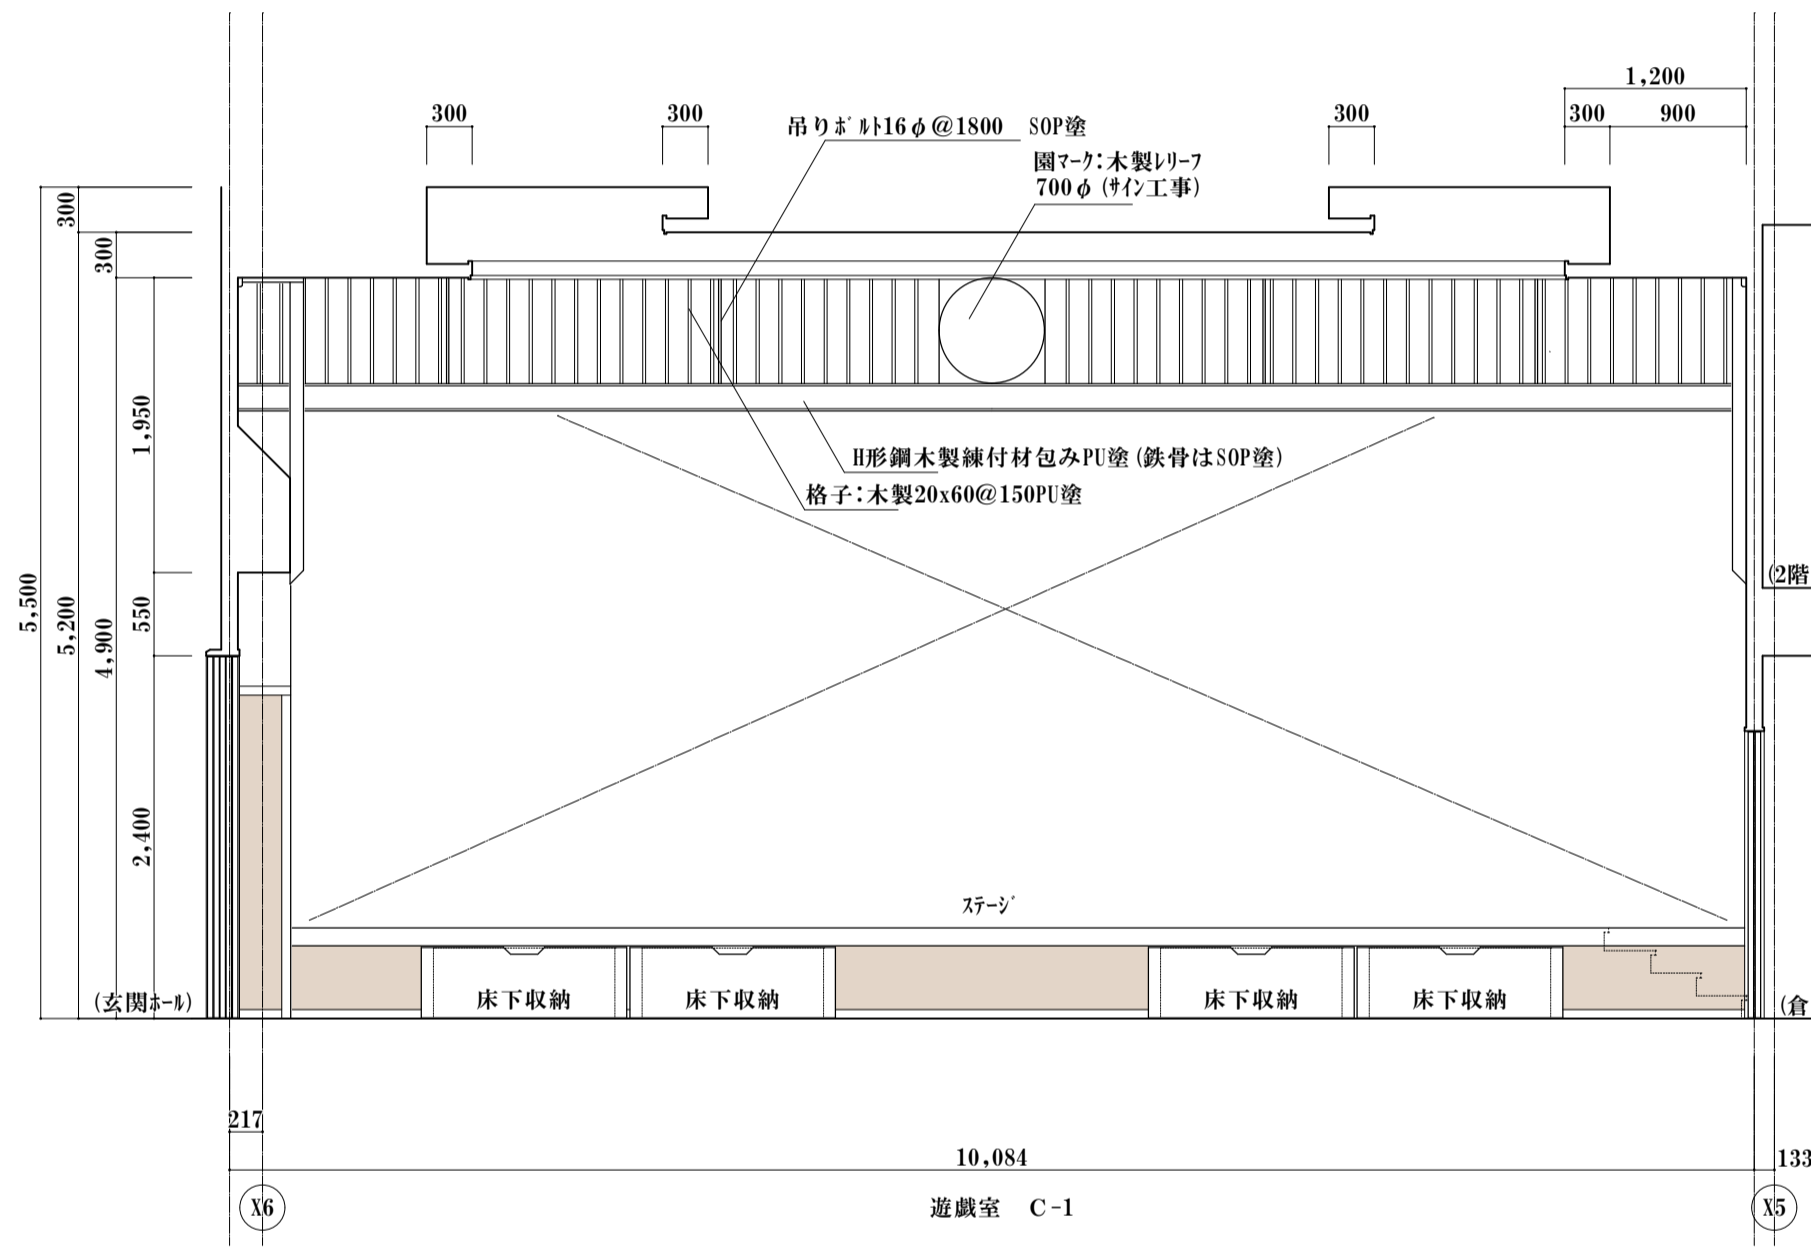 1,200
300
300
300
300
900
吊りボルト16φ@1800 SOP塗
園マーク:木製レリーフ
700φ(サイン工事)
300
300
1,950
H形鋼木製練付材包みPU塗(鉄骨はSOP塗)
格子:木製20x60@150PU塗
5,500
5,200
4,900
550
(2階
2,400
ステージ
(玄関ホール)
床下収納
床下収納
床下収納
床下収納
(倉
217
10,084
133
X6
遊戯室 C-1
X5